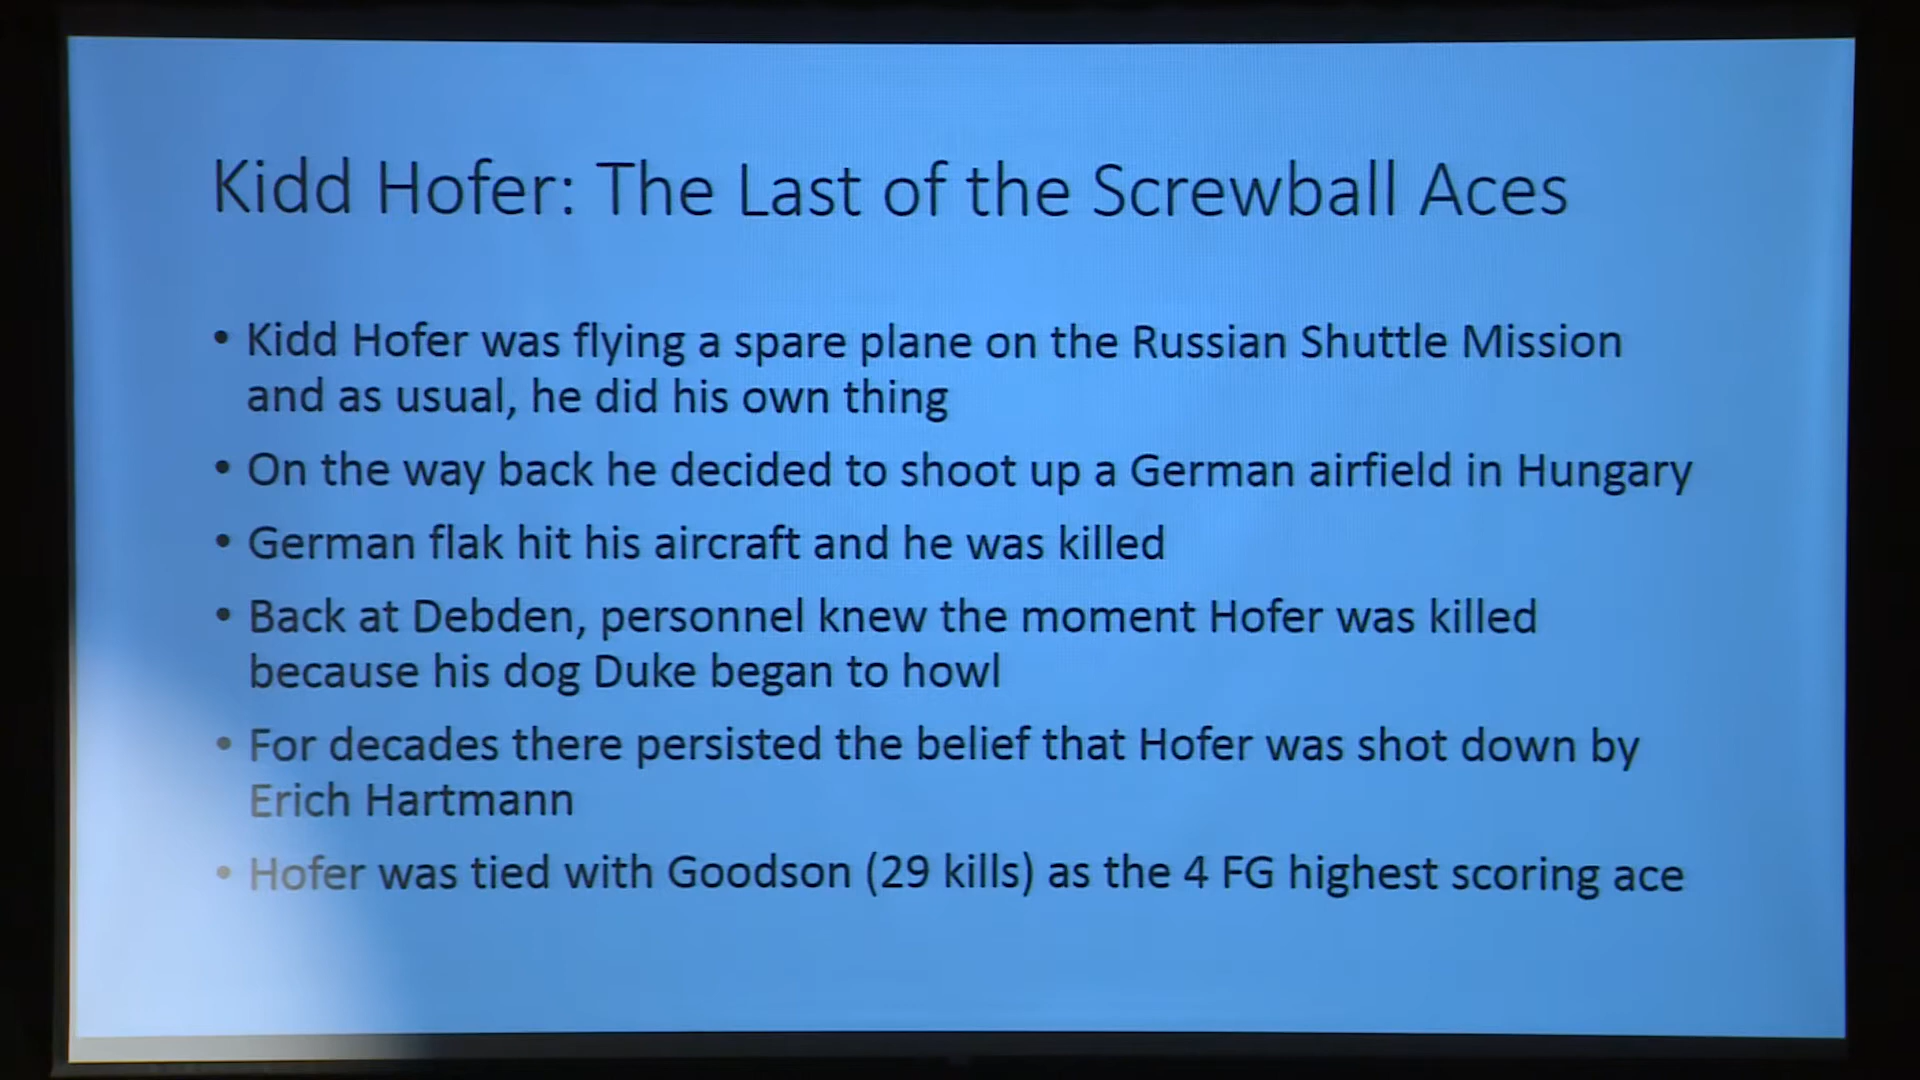 Kidd Hofer: The Last of the Screwball Aces
• Kidd Hofer was flying a spare plane on the Russian Shuttle Mission
and as usual, he did his own thing
• On the way back he decided to shoot up a German airfield in Hungary
• German flak hit his aircraft and he was killed
• Back at Debden, personnel knew the moment Hofer was killed
because his dog Duke began to howl
• For decades there persisted the belief that Hofer was shot down by
Erich Hartmann
• Hofer was tied with Goodson (29 kills) as the 4 FG highest scoring ace